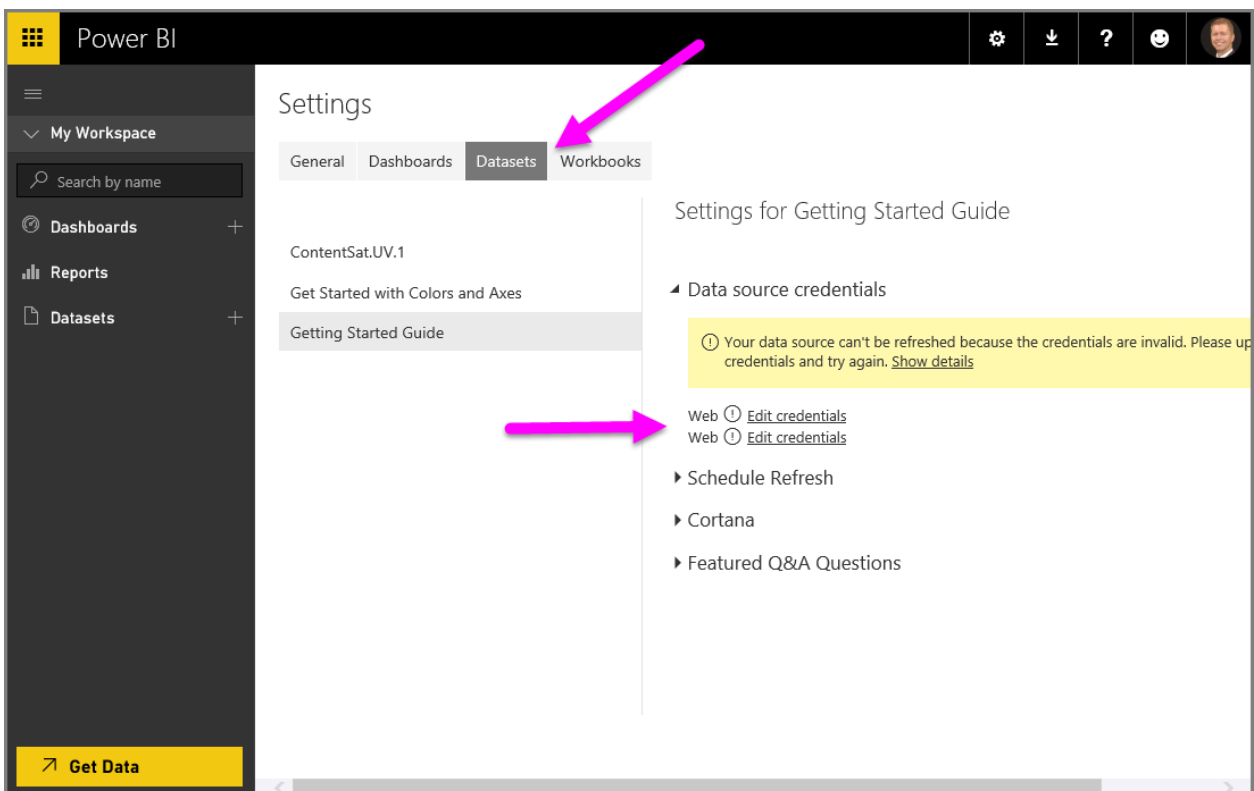 Power BI
?
My Workspace
Search by name
Dashboards
Reports
Datasets
Get Data
Settings
General Dashboards Datasets Workbooks
ContentSat.UV.1
Get Started with Colors and Axes
Getting Started Guide
Settings for Getting Started Guide
Data source credentials
Your data source can't be refreshed because the credentials are invalid. Please up
credentials and try again. Show details
Web Edit credentials
Web Edit credentials
Schedule Refresh
Cortana
Featured Q&A Questions